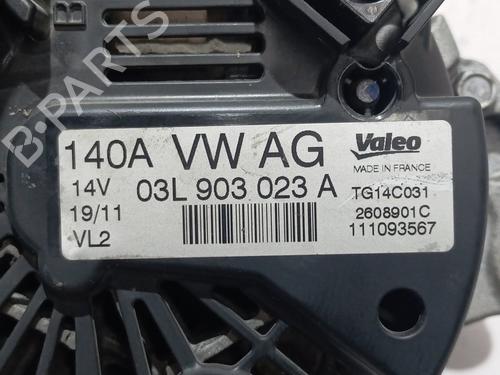 B
B-PARTS
140A VW AG
Valeo
MADE IN FRANCE
14V 03L 903 023 A
TG14C031
19/11
2608901C
VL2
111093567